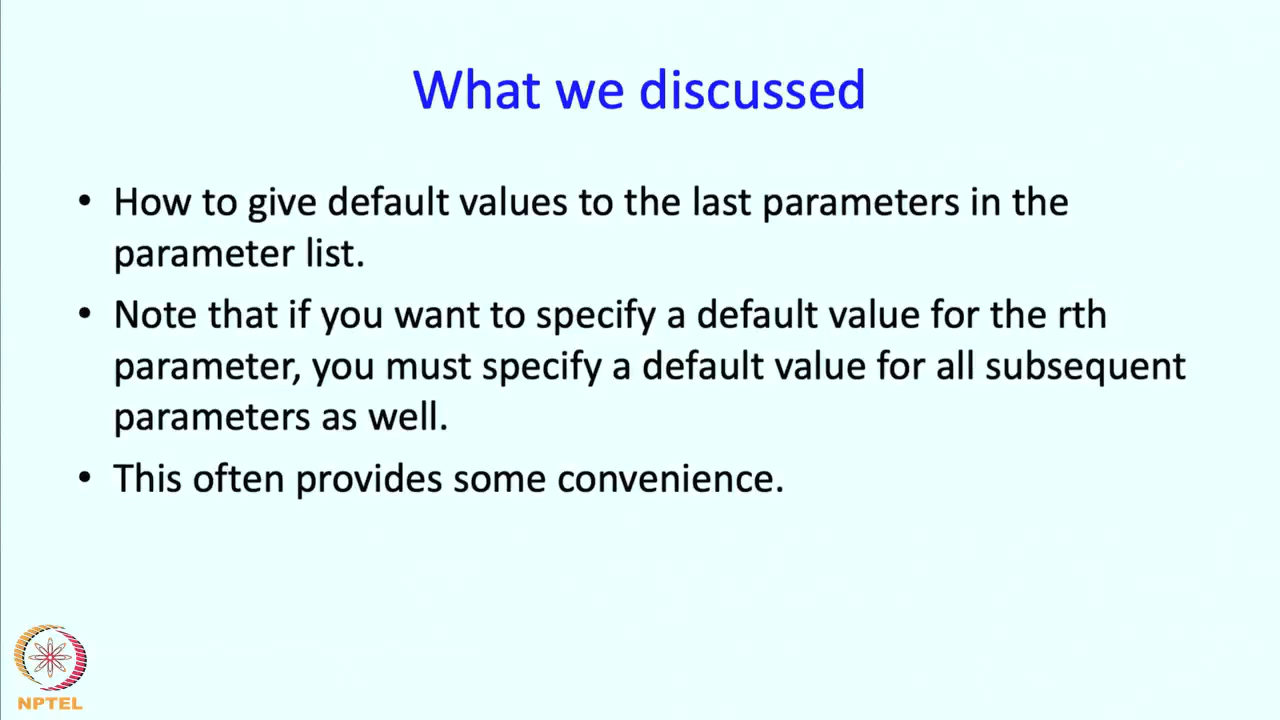 What we discussed
• How to give default values to the last parameters in the
parameter list.
• Note that if you want to specify a default value for the rth
parameter, you must specify a default value for all subsequent
parameters as well.
• This often provides some convenience.
NPTEL